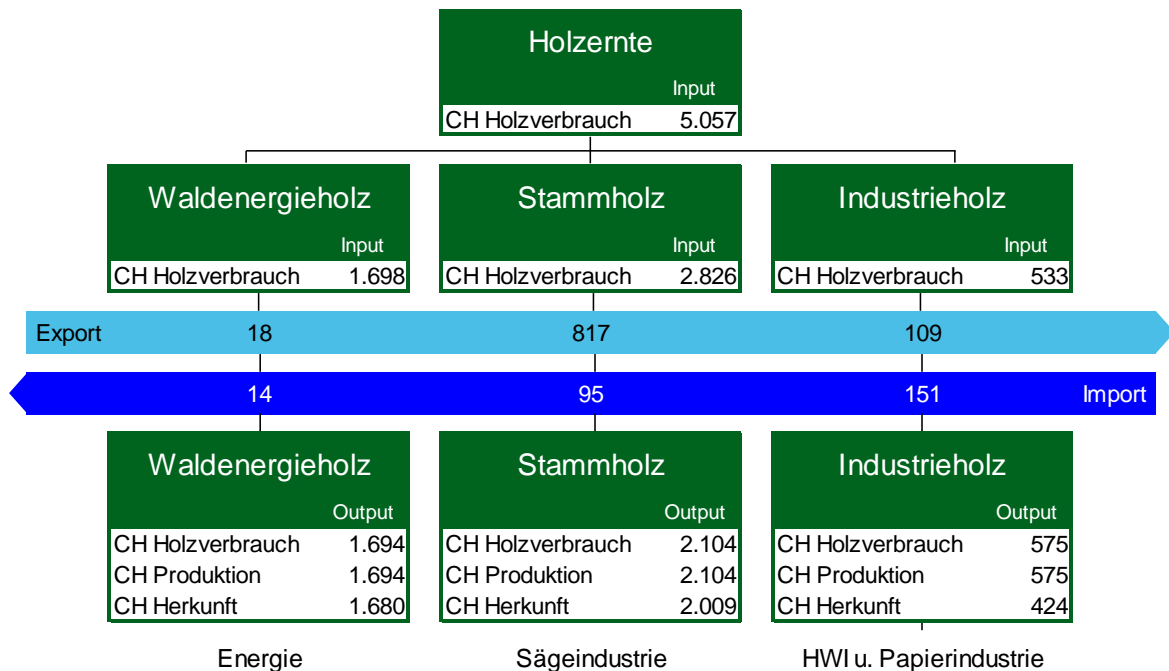 Holzernte
Input
CH Holzverbrauch 5.057
Waldenergieholz Stammholz Industrieholz
Input Input Input
CH Holzverbrauch 1.698 CH Holzverbrauch 2.826 CH Holzverbrauch 533
Export 18 817 109
14 95 151 Import
Waldenergieholz Stammholz Industrieholz
Output Output Output
CH Holzverbrauch 1.694 CH Holzverbrauch 2.104 CH Holzverbrauch 575
CH Produktion 1.694 CH Produktion 2.104 CH Produktion 575
CH Herkunft 1.680 CH Herkunft 2.009 CH Herkunft 424
Energie Sägeindustrie HWI u. Papierindustrie